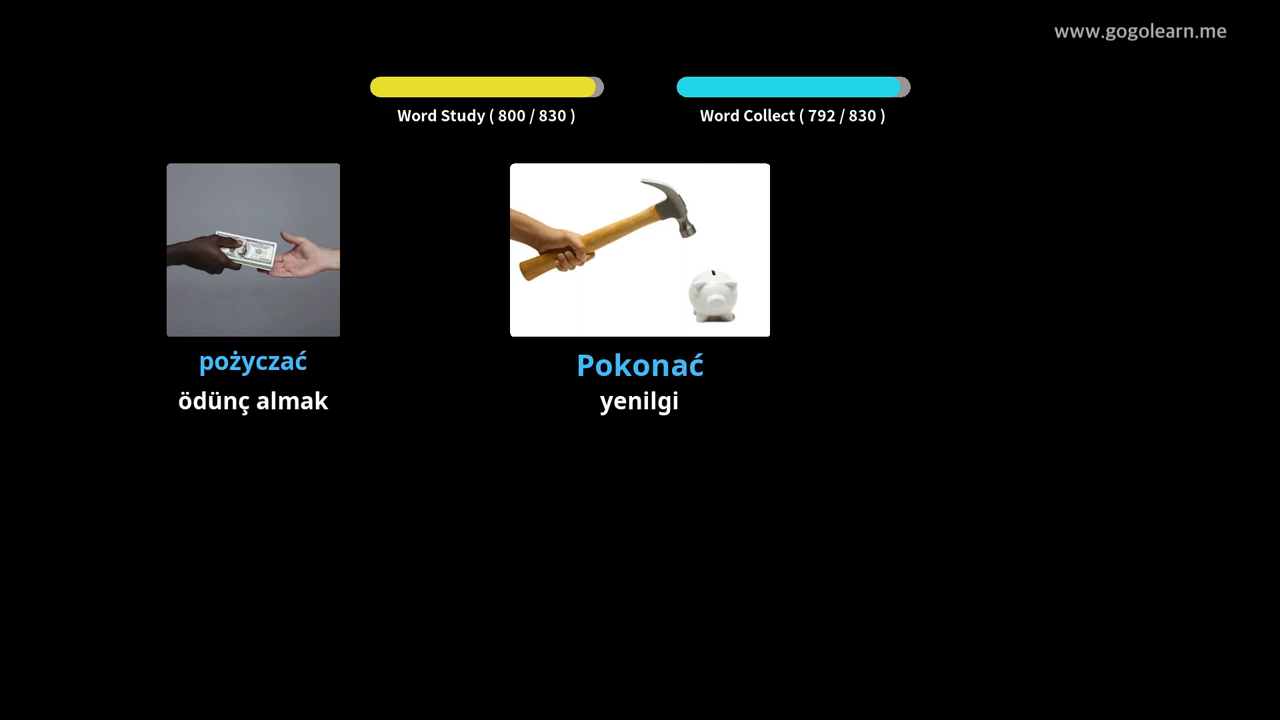 www.gogolearn.me
Word Study ( 800 / 830 )
Word Collect ( 792 / 830 )
pożyczać
ödünç almak
Pokonać
yenilgi